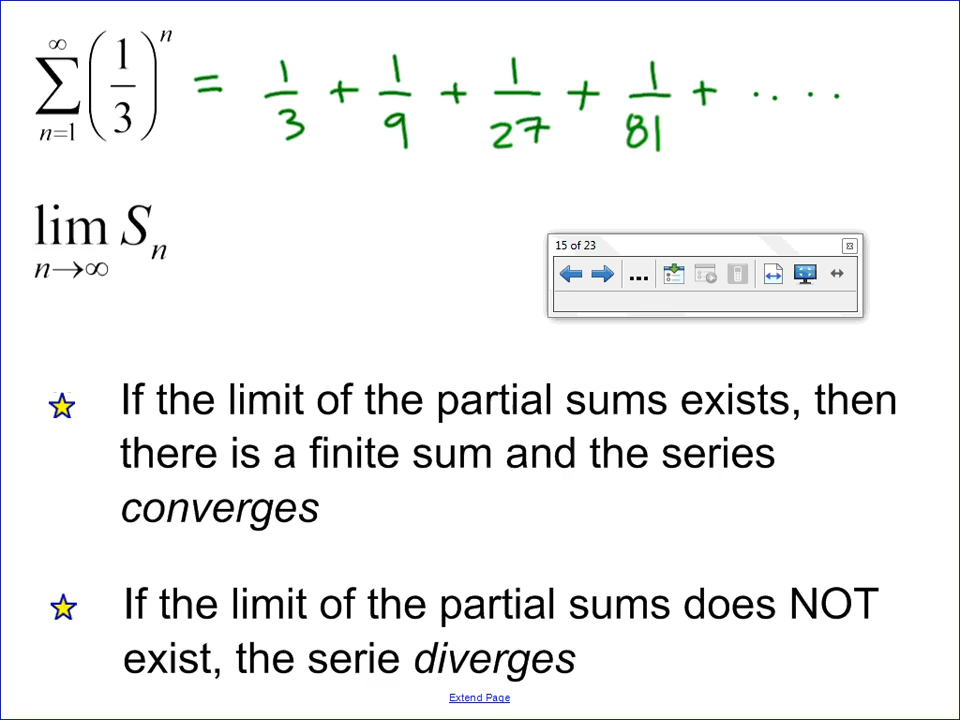 ∑_{n=1}^{∞} (1/3)^n = 1/3 + 1/9 + 1/27 + 1/81 + ....
lim_{n→∞} S_n
15 of 23
...
If the limit of the partial sums exists, then
there is a finite sum and the series
converges
If the limit of the partial sums does NOT
exist, the serie diverges
Extend Page